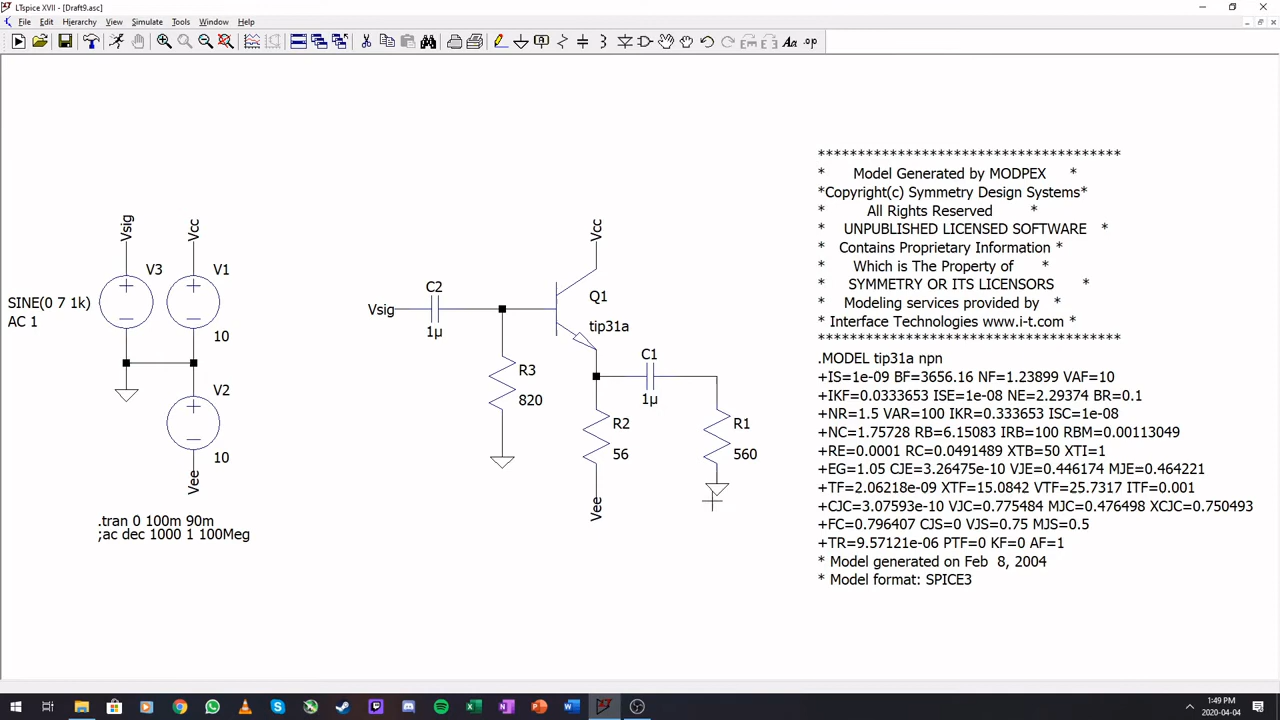 LTspice XVII - [Draft9.asc]
File Edit Hierarchy View Simulate Tools Window Help
Aa .op
Vsig
Vcc
V3
V1
SINE(0 7 1k)
AC 1
10
V2
10
Vee
.tran 0 100m 90m
;ac dec 1000 1 100Meg
Vcc
C2
Vsig
1µ
Q1
tip31a
R3
820
C1
1µ
R2
56
R1
560
Vee
**************************************
* Model Generated by MODPEX *
*Copyright(c) Symmetry Design Systems*
* All Rights Reserved *
* UNPUBLISHED LICENSED SOFTWARE *
* Contains Proprietary Information *
* Which is The Property of *
* SYMMETRY OR ITS LICENSORS *
* Modeling services provided by *
* Interface Technologies www.i-t.com *
**************************************
.MODEL tip31a npn
+IS=1e-09 BF=3656.16 NF=1.23899 VAF=10
+IKF=0.0333653 ISE=1e-08 NE=2.29374 BR=0.1
+NR=1.5 VAR=100 IKR=0.333653 ISC=1e-08
+NC=1.75728 RB=6.15083 IRB=100 RBM=0.00113049
+RE=0.0001 RC=0.0491489 XTB=50 XTI=1
+EG=1.05 CJE=3.26475e-10 VJE=0.446174 MJE=0.464221
+TF=2.06218e-09 XTF=15.0842 VTF=25.7317 ITF=0.001
+CJC=3.07593e-10 VJC=0.775484 MJC=0.476498 XCJC=0.750493
+FC=0.796407 CJS=0 VJS=0.75 MJS=0.5
+TR=9.57121e-06 PTF=0 KF=0 AF=1
* Model generated on Feb 8, 2004
* Model format: SPICE3
1:49 PM
2020-04-04